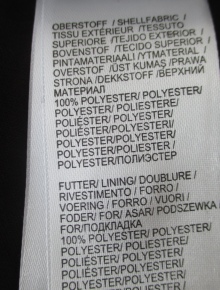 OBERSTOFF / SHELLFABRIC /
TISSU EXTÉRIEUR / TESSUTO
SUPERIORE / TEJIDO EXTERIOR /
BOVENSTOF / TECIDO SUPERIOR /
PINTAMATERIAALI / YTMATERIAL /
OVERSTOF / ÜST KUMAŞ / PRAWA
STRONA / DEKKSTOFF / ВЕРХНИЙ
МАТЕРИАЛ
100% POLYESTER/ POLYESTER/
POLYESTER/ POLIESTERE/
POLIÉSTER/ POLYESTER/
POLIÉSTER/ POLYESTERI/
POLYESTER/ POLYESTER/
POLYESTER/ POLIESTER/
POLYESTER/ПОЛИЭСТЕР
FUTTER/ LINING/ DOUBLURE /
RIVESTIMENTO / FORRO /
VOERING / FORRO / VUORI /
FODER/ FOR/ ASAR/ PODSZEWKA /
FOR/ПОДКЛАДКА
100% POLYESTER/ POLYESTER/
POLYESTER/ POLIESTERE/
POLIÉSTER/ POLYESTER/
POLIÉSTER/ POLYESTERI/